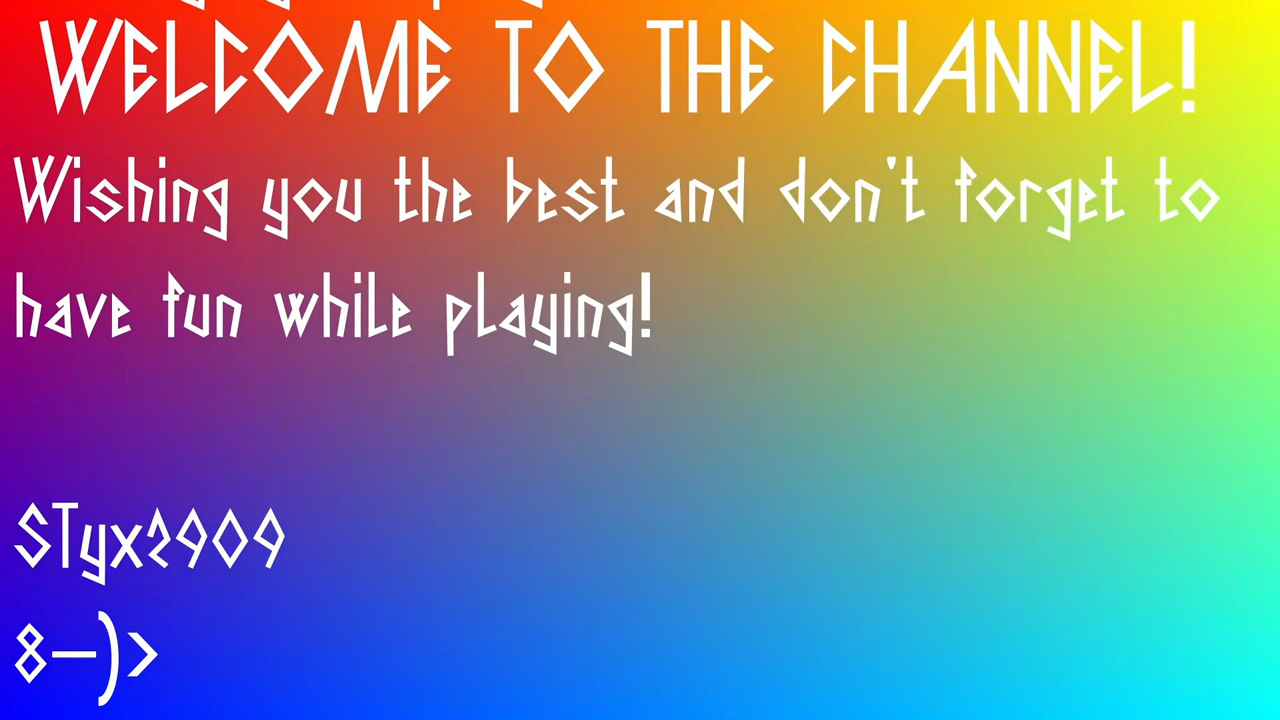 WELCOME TO THE CHANNEL!
Wishing you the best and don't forget to
have fun while playing!
STyx2909
8-)>